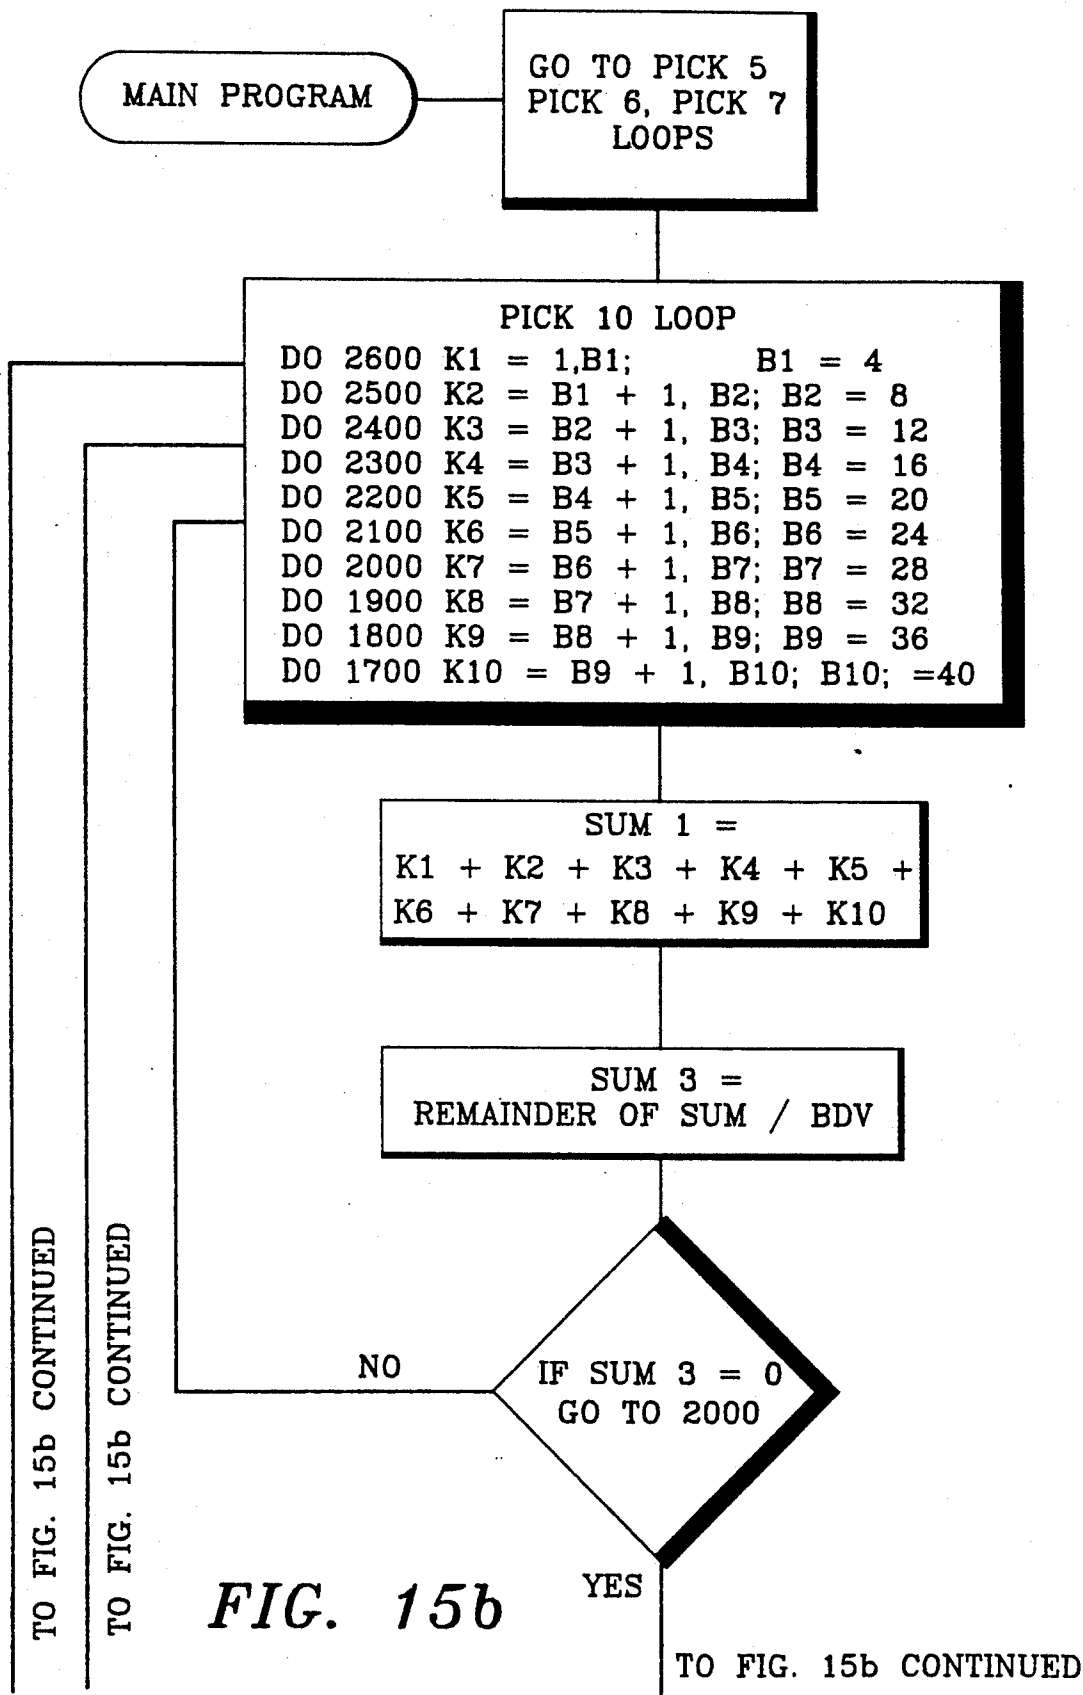 MAIN PROGRAM
GO TO PICK 5
PICK 6, PICK 7
LOOPS
PICK 10 LOOP
DO 2600 K1 = 1,B1; B1 = 4
DO 2500 K2 = B1 + 1, B2; B2 = 8
DO 2400 K3 = B2 + 1, B3; B3 = 12
DO 2300 K4 = B3 + 1, B4; B4 = 16
DO 2200 K5 = B4 + 1, B5; B5 = 20
DO 2100 K6 = B5 + 1, B6; B6 = 24
DO 2000 K7 = B6 + 1, B7; B7 = 28
DO 1900 K8 = B7 + 1, B8; B8 = 32
DO 1800 K9 = B8 + 1, B9; B9 = 36
DO 1700 K10 = B9 + 1, B10; B10; =40
SUM 1 =
K1 + K2 + K3 + K4 + K5 +
K6 + K7 + K8 + K9 + K10
SUM 3 =
REMAINDER OF SUM / BDV
IF SUM 3 = 0
GO TO 2000
NO
YES
TO FIG. 15b CONTINUED
TO FIG. 15b CONTINUED
TO FIG. 15b CONTINUED
FIG. 15b